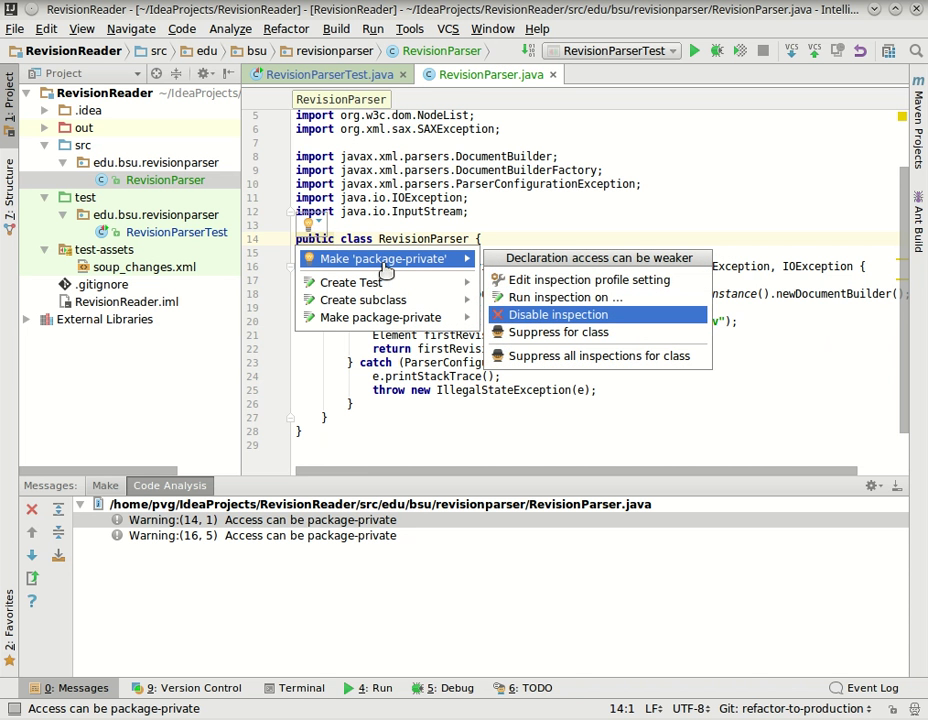 RevisionReader - [~/IdeaProjects/RevisionReader] - [RevisionReader] - ~/IdeaProjects/RevisionReader/src/edu/bsu/revisionparser/RevisionParser.java - Intelli...
File Edit View Navigate Code Analyze Refactor Build Run Tools VCS Window Help
RevisionReader src edu bsu revisionparser RevisionParser RevisionParserTest VCS VCS
Project RevisionParserTest.java RevisionParser.java
1: Project
7: Structure
2: Favorites
RevisionReader ~/IdeaProjects/
.idea
out
src
edu.bsu.revisionparser
RevisionParser
test
edu.bsu.revisionparser
RevisionParserTest
test-assets
soup_changes.xml
.gitignore
RevisionReader.iml
External Libraries
RevisionParser
5 import org.w3c.dom.NodeList;
6 import org.xml.sax.SAXException;
7
8 import javax.xml.parsers.DocumentBuilder;
9 import javax.xml.parsers.DocumentBuilderFactory;
10 import javax.xml.parsers.ParserConfigurationException;
11 import java.io.IOException;
12 import java.io.InputStream;
13
14 public class RevisionParser {
15
16 Exception, IOException {
18 nstance().newDocumentBuilder();
20 v");
21 Element firstRev
22 return firstRevis
23 } catch (ParserConfig
24 e.printStackTrace();
25 throw new IllegalStateException(e);
26 }
27 }
28 }
29
Make 'package-private'
Create Test
Create subclass
Make package-private
Declaration access can be weaker
Edit inspection profile setting
Run inspection on ...
Disable inspection
Suppress for class
Suppress all inspections for class
Maven Projects
Ant Build
Messages: Make Code Analysis
/home/pvg/IdeaProjects/RevisionReader/src/edu/bsu/revisionparser/RevisionParser.java
Warning:(14, 1) Access can be package-private
Warning:(16, 5) Access can be package-private
0: Messages 9: Version Control Terminal 4: Run 5: Debug 6: TODO Event Log
Access can be package-private 14:1 LF UTF-8 Git: refactor-to-production